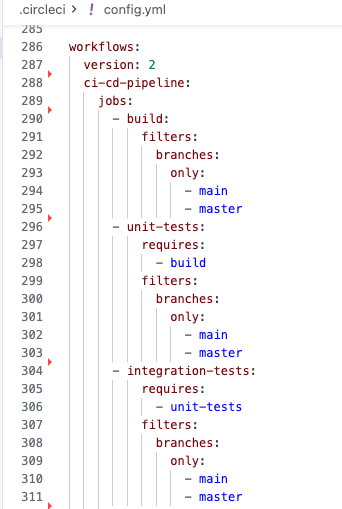 .circleci > ! config.yml
285
286 workflows:
287   version: 2
288   ci-cd-pipeline:
289     jobs:
290       - build:
291           filters:
292             branches:
293               only:
294                 - main
295                 - master
296       - unit-tests:
297           requires:
298             - build
299           filters:
300             branches:
301               only:
302                 - main
303                 - master
304       - integration-tests:
305           requires:
306             - unit-tests
307           filters:
308             branches:
309               only:
310                 - main
311                 - master